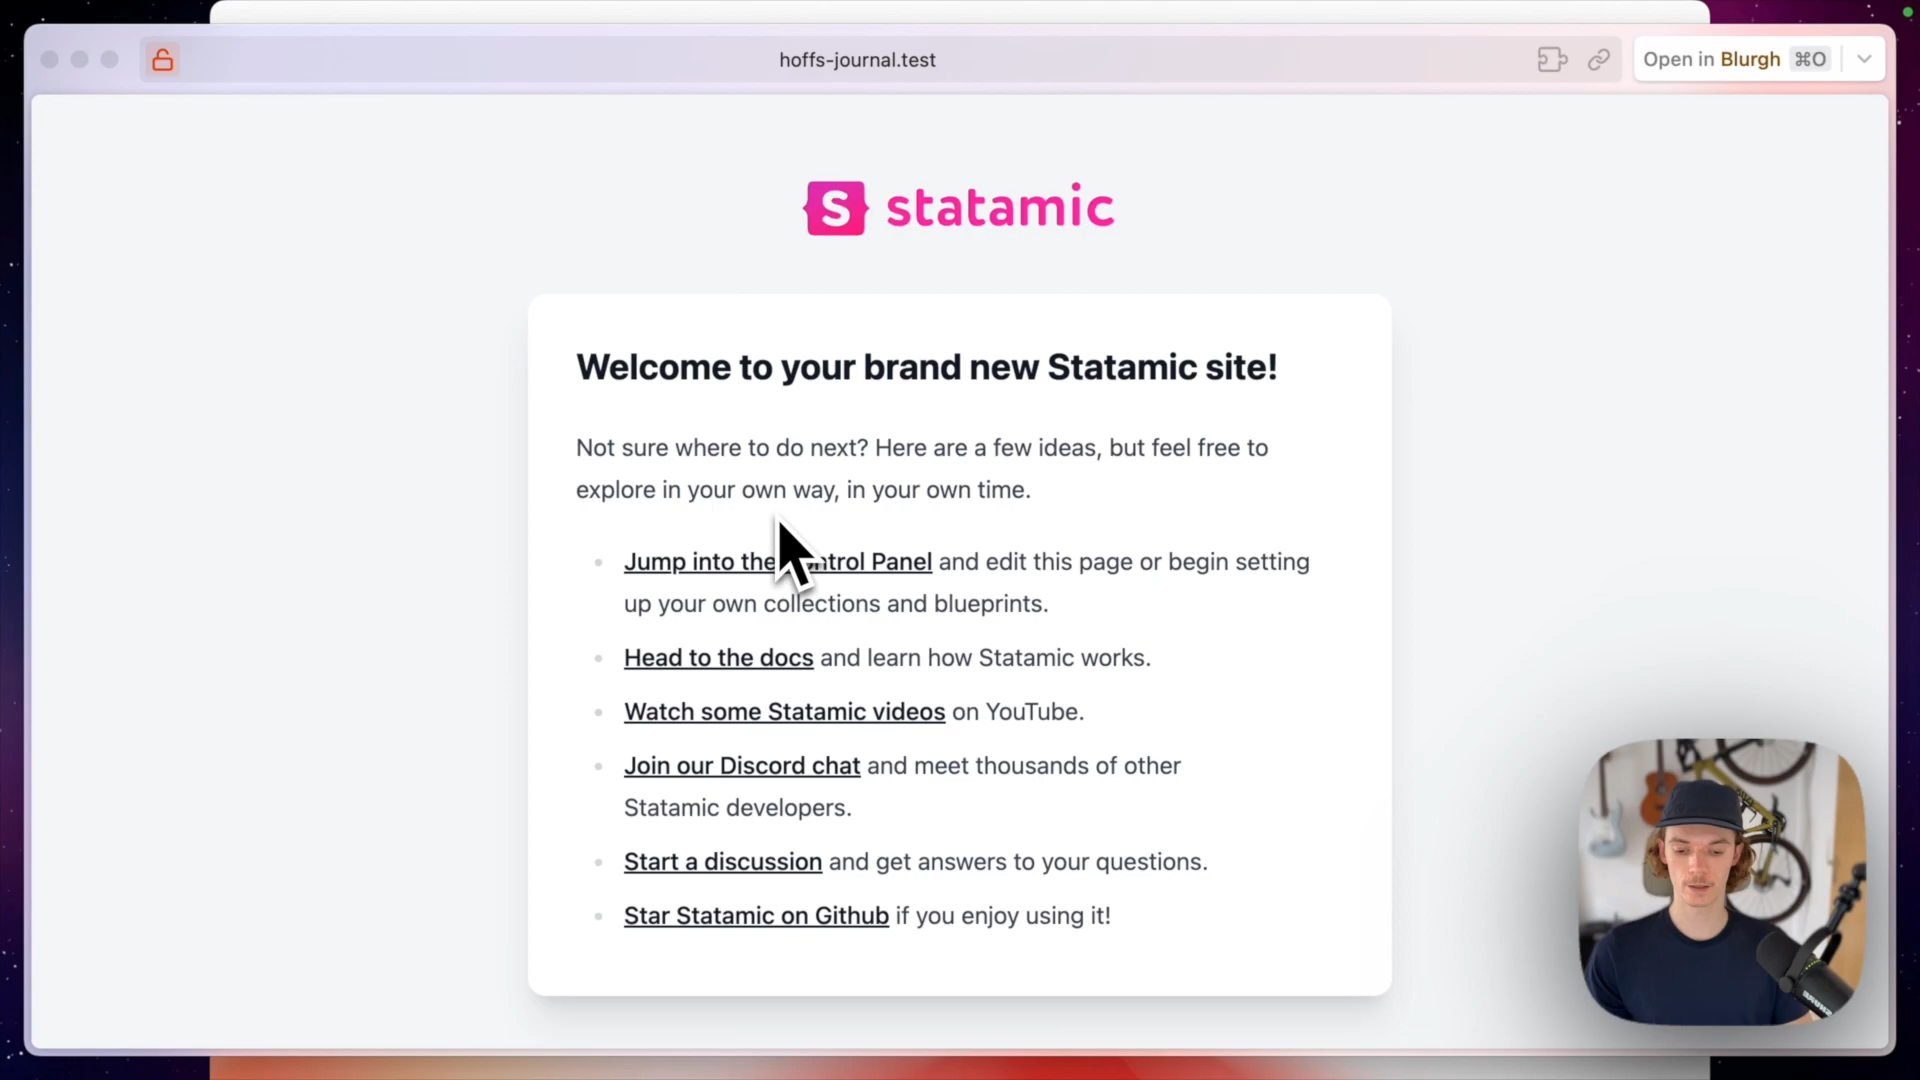 hoffs-journal.test
Open in Blurgh ⌘O
S statamic
Welcome to your brand new Statamic site!
Not sure where to do next? Here are a few ideas, but feel free to
explore in your own way, in your own time.
Jump into the Control Panel and edit this page or begin setting
up your own collections and blueprints.
Head to the docs and learn how Statamic works.
Watch some Statamic videos on YouTube.
Join our Discord chat and meet thousands of other
Statamic developers.
Start a discussion and get answers to your questions.
Star Statamic on Github if you enjoy using it!